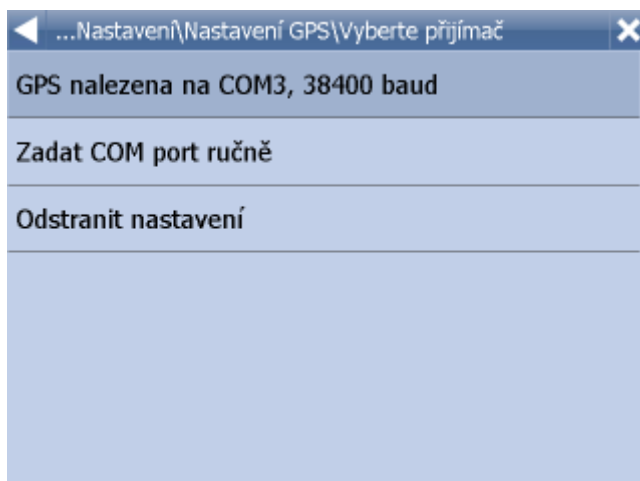 ...Nastavení\Nastavení GPS\Vyberte přijímač
GPS nalezena na COM3, 38400 baud
Zadat COM port ručně
Odstranit nastavení